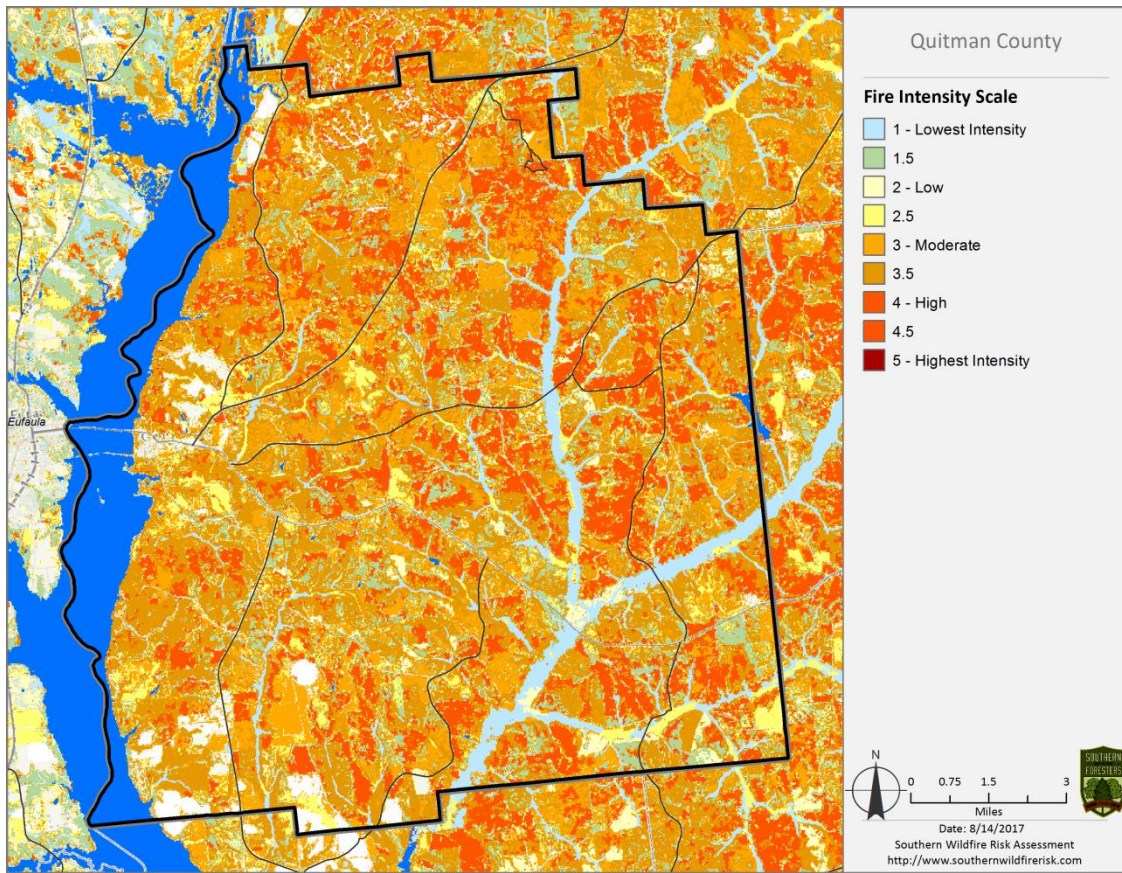 Quitman County
Fire Intensity Scale
1 - Lowest Intensity
1.5
2 - Low
2.5
3 - Moderate
3.5
4 - High
4.5
5 - Highest Intensity
Eufaula
N
0 0.75 1.5 3
Miles
SOUTHERN
FORESTERS
Date: 8/14/2017
Southern Wildfire Risk Assessment
http://www.southernwildfirerisk.com